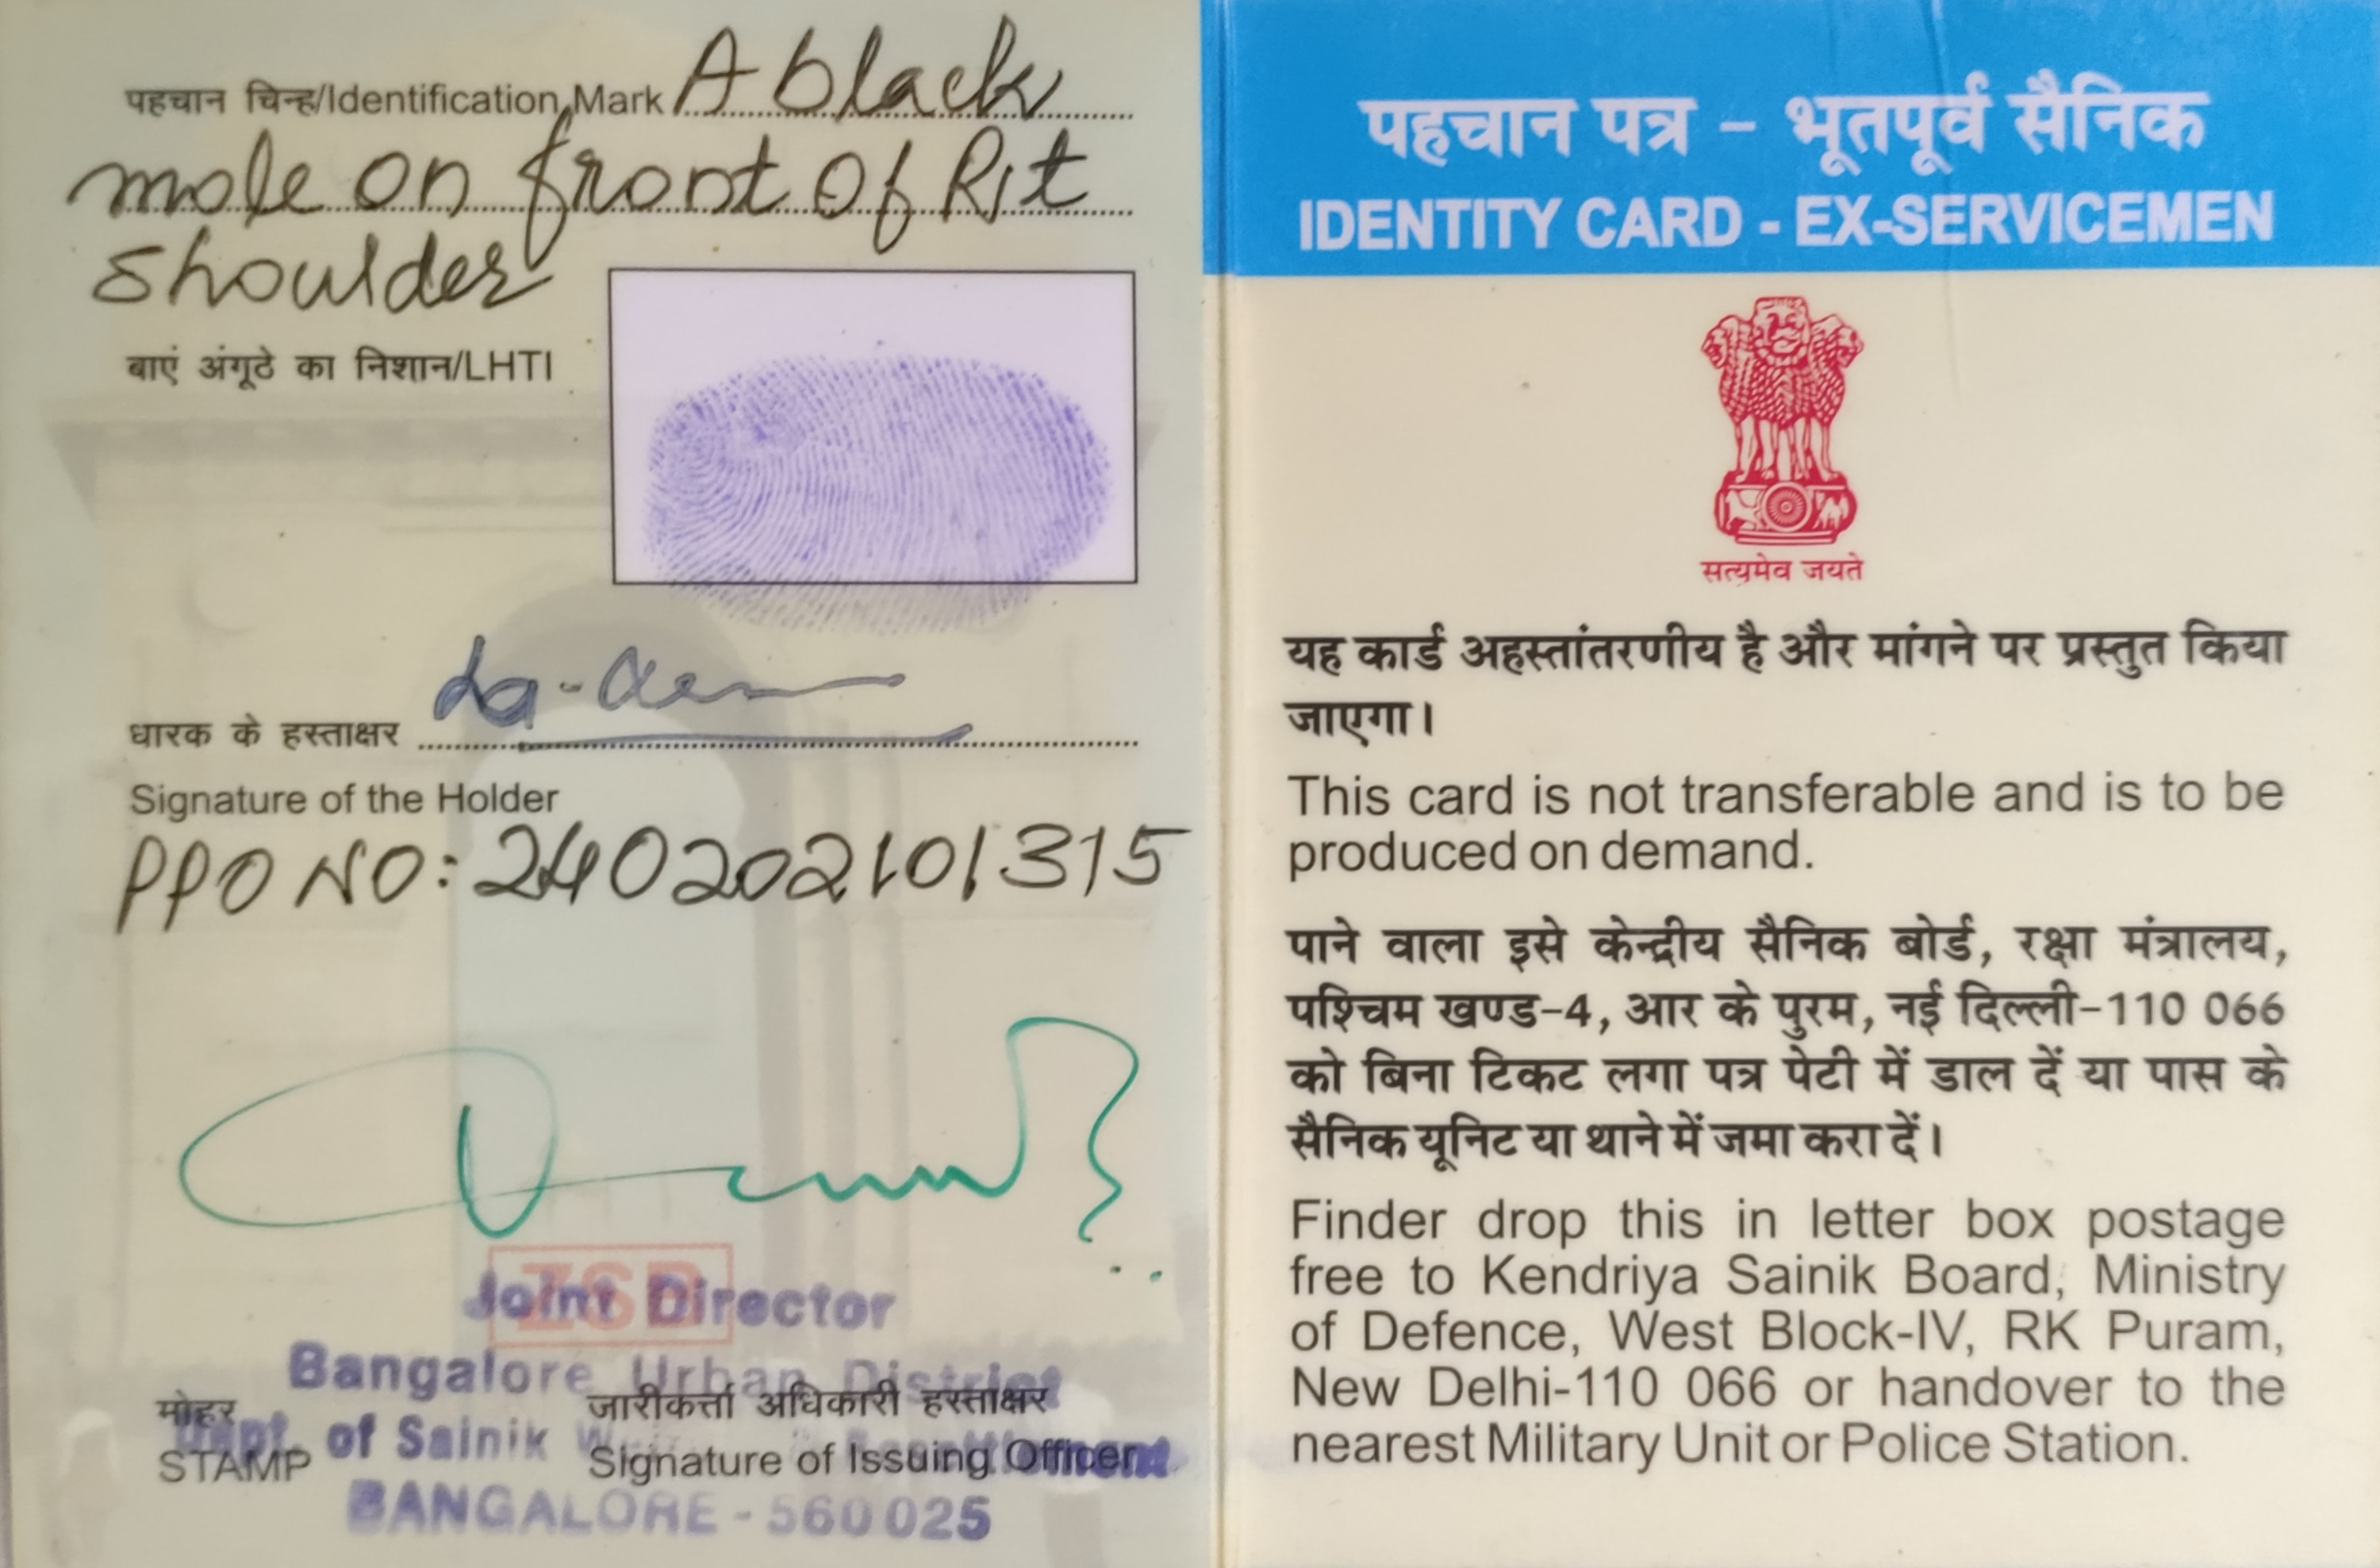 पहचान चिन्ह/Identification Mark A black
mole on front of Rit
shoulder
बाएं अंगूठे का निशान/LHTI
धारक के हस्ताक्षर
Signature of the Holder
PPO NO: 240202101315
ZSB
Joint Director
Bangalore Urban District
Dept. of Sainik
BANGALORE - 560025
मोहर
STAMP
जारीकर्त्ता अधिकारी हस्ताक्षर
Signature of Issuing Officer
पहचान पत्र - भूतपूर्व सैनिक
IDENTITY CARD - EX-SERVICEMEN
सत्यमेव जयते
यह कार्ड अहस्तांतरणीय है और मांगने पर प्रस्तुत किया
जाएगा।
This card is not transferable and is to be
produced on demand.
पाने वाला इसे केन्द्रीय सैनिक बोर्ड, रक्षा मंत्रालय,
पश्चिम खण्ड-4, आर के पुरम, नई दिल्ली-110 066
को बिना टिकट लगा पत्र पेटी में डाल दें या पास के
सैनिक यूनिट या थाने में जमा करा दें।
Finder drop this in letter box postage
free to Kendriya Sainik Board, Ministry
of Defence, West Block-IV, RK Puram,
New Delhi-110 066 or handover to the
nearest Military Unit or Police Station.